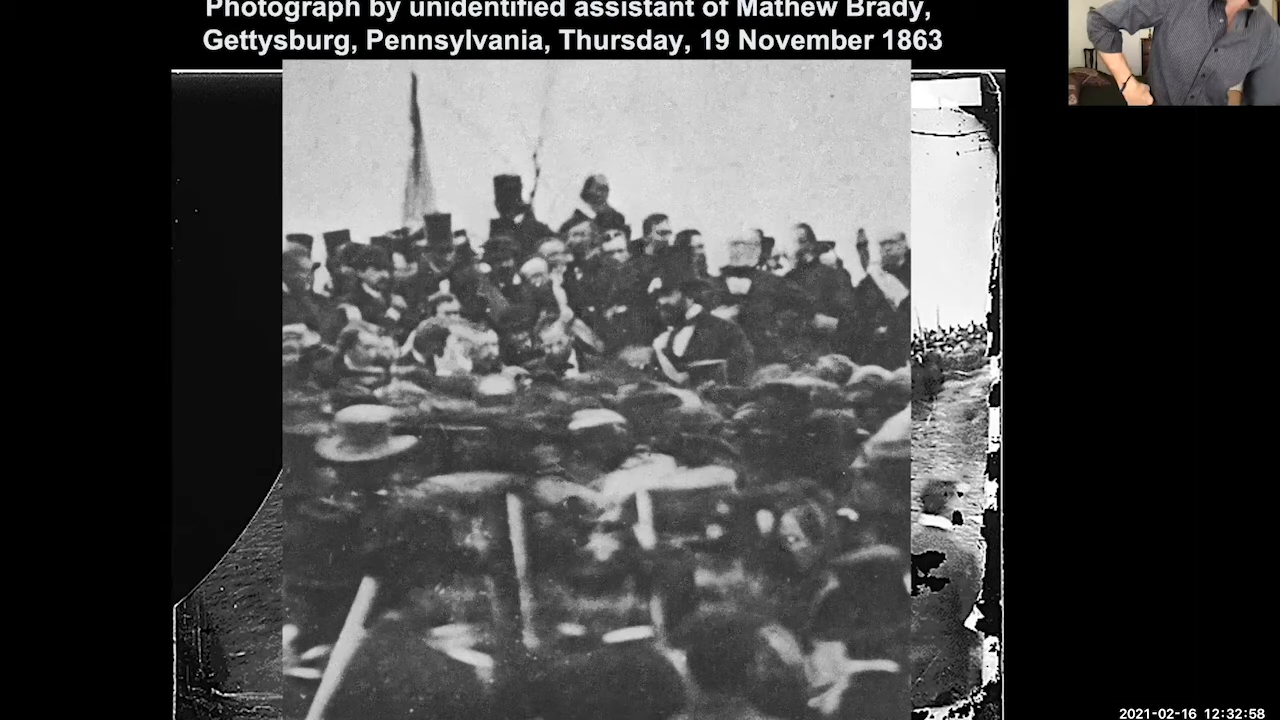 Photograph by unidentified assistant of Mathew Brady,
Gettysburg, Pennsylvania, Thursday, 19 November 1863
2021-02-16 12:32:58